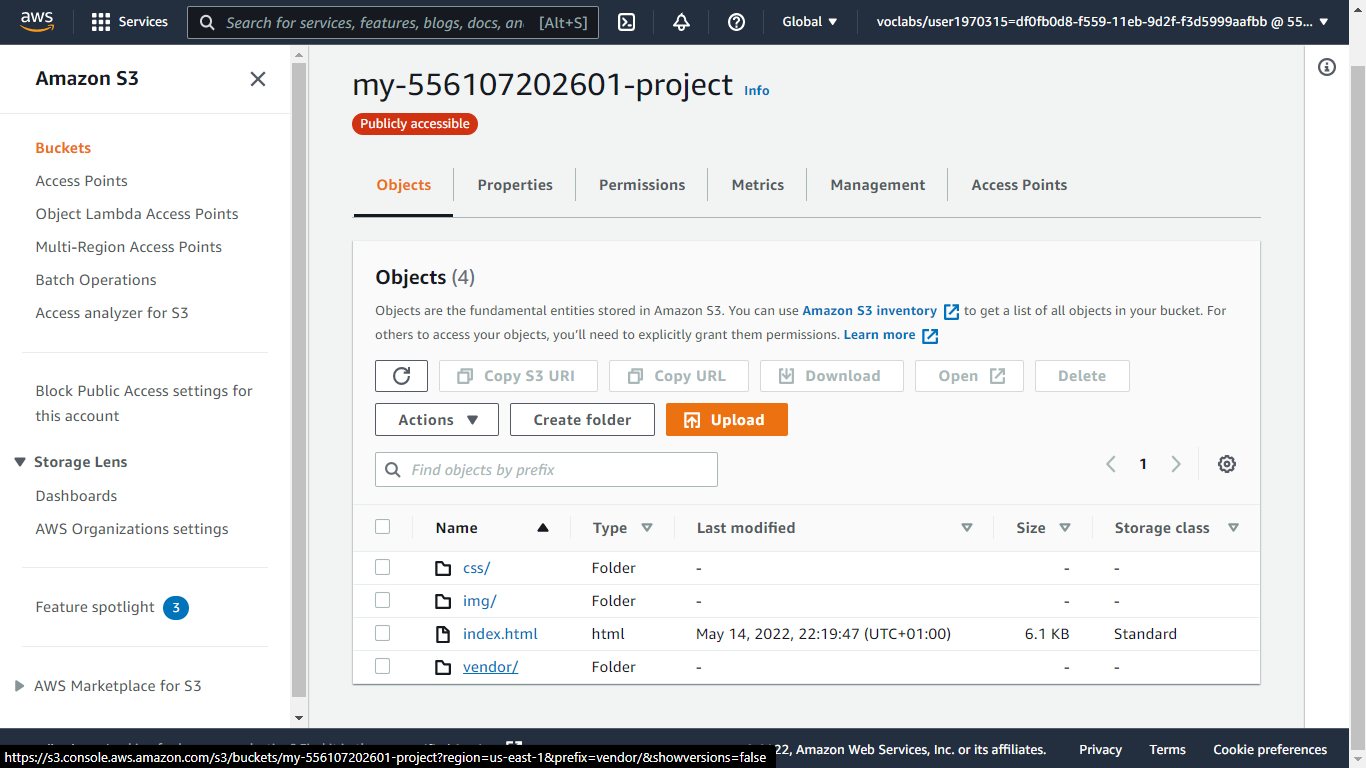 aws
Services
Search for services, features, blogs, docs, an
[Alt+S]
Global
voclabs/user1970315=df0fb0d8-f559-11eb-9d2f-f3d5999aafbb @ 55...
Amazon S3
Buckets
Access Points
Object Lambda Access Points
Multi-Region Access Points
Batch Operations
Access analyzer for S3
Block Public Access settings for
this account
Storage Lens
Dashboards
AWS Organizations settings
Feature spotlight 3
AWS Marketplace for S3
my-556107202601-project Info
Publicly accessible
Objects Properties Permissions Metrics Management Access Points
Objects (4)
Objects are the fundamental entities stored in Amazon S3. You can use Amazon S3 inventory to get a list of all objects in your bucket. For
others to access your objects, you'll need to explicitly grant them permissions. Learn more
Copy S3 URI Copy URL Download Open Delete
Actions Create folder Upload
Find objects by prefix
1
Name Type Last modified Size Storage class
css/ Folder - - -
img/ Folder - - -
index.html html May 14, 2022, 22:19:47 (UTC+01:00) 6.1 KB Standard
vendor/ Folder - - -
22, Amazon Web Services, Inc. or its affiliates. Privacy Terms Cookie preferences
https://s3.console.aws.amazon.com/s3/buckets/my-556107202601-project?region=us-east-1&prefix=vendor/&showversions=false